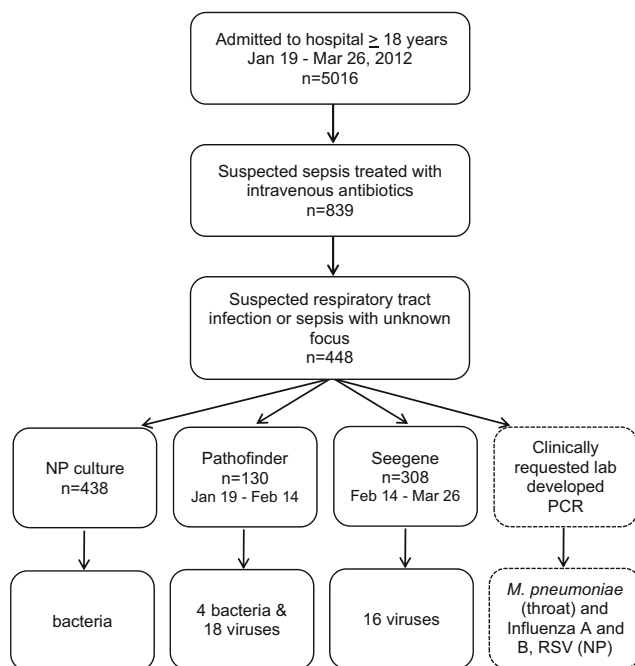 Admitted to hospital ≥ 18 years
Jan 19 - Mar 26, 2012
n=5016
Suspected sepsis treated with
intravenous antibiotics
n=839
Suspected respiratory tract
infection or sepsis with unknown
focus
n=448
NP culture
n=438
Pathofinder
n=130
Jan 19 - Feb 14
Seegene
n=308
Feb 14 - Mar 26
Clinically
requested lab
developed
PCR
bacteria
4 bacteria &
18 viruses
16 viruses
M. pneumoniae
(throat) and
Influenza A and
B, RSV (NP)